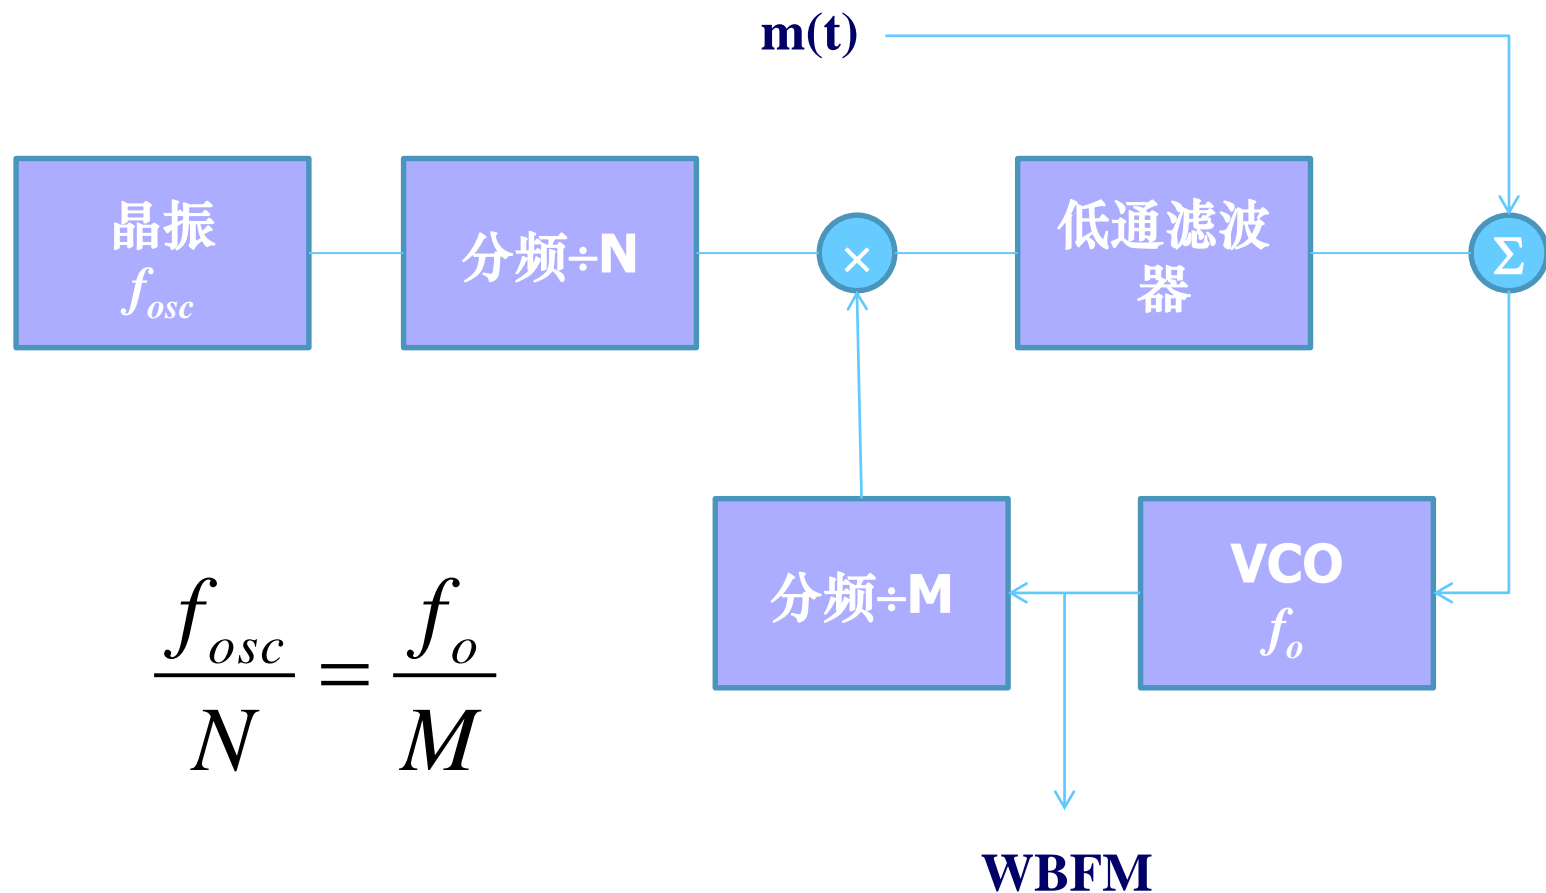 m(t)
晶振
f_osc
分频÷N
×
低通滤波
器
Σ
分频÷M
VCO
f_o
f_osc / N = f_o / M
WBFM